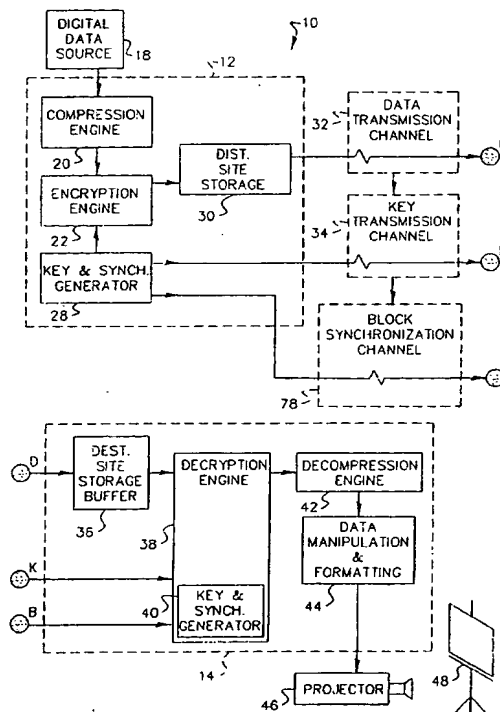 DIGITAL
DATA
SOURCE
18
10
12
COMPRESSION
ENGINE
20
ENCRYPTION
ENGINE
22
KEY & SYNCH.
GENERATOR
28
DIST.
SITE
STORAGE
30
32
DATA
TRANSMISSION
CHANNEL
34
KEY
TRANSMISSION
CHANNEL
BLOCK
SYNCHRONIZATION
CHANNEL
78
D
K
B
DEST.
SITE
STORAGE
BUFFER
36
DECRYPTION
ENGINE
38
40
KEY &
SYNCH.
GENERATOR
DECOMPRESSION
ENGINE
42
DATA
MANIPULATION
&
FORMATTING
44
14
46
PROJECTOR
48